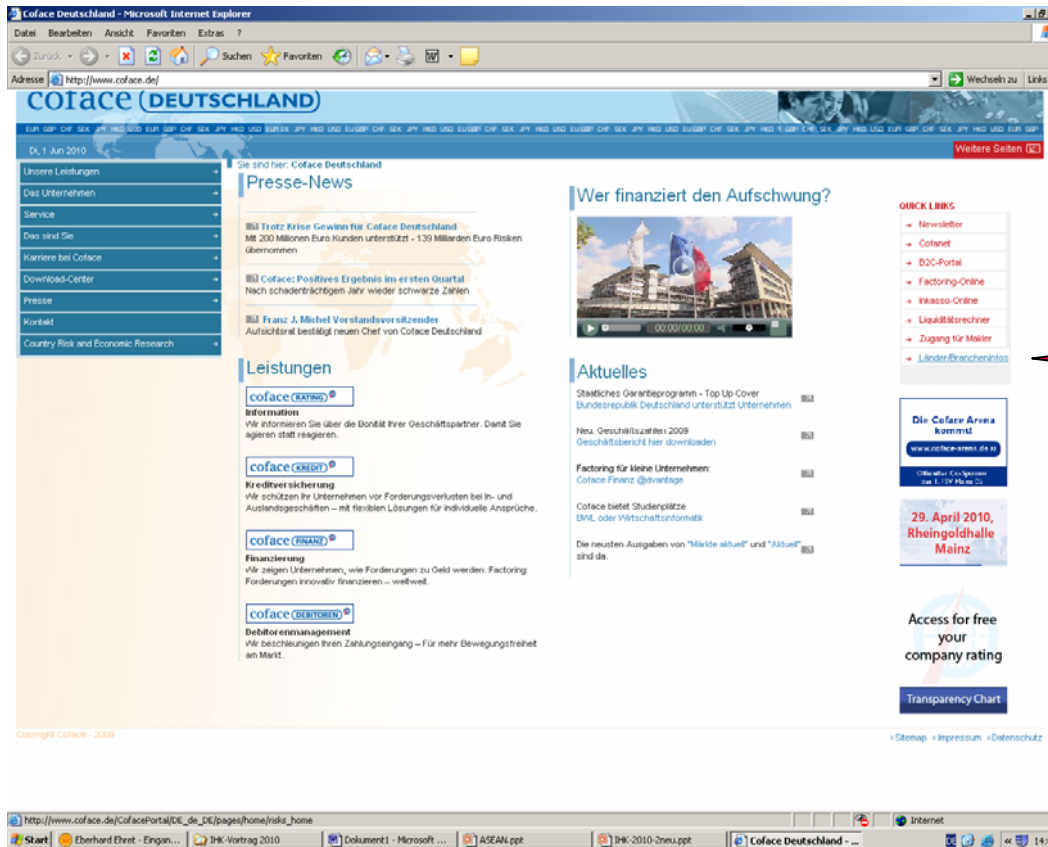 Coface Deutschland - Microsoft Internet Explorer
Datei Bearbeiten Ansicht Favoriten Extras ?
Zurück Suchen Favoriten
Adresse http://www.coface.de/ Wechseln zu Links
coface (DEUTSCHLAND)
Di, 1 Jun 2010
Weitere Seiten
Unsere Leistungen
Das Unternehmen
Service
Das sind Sie
Karriere bei Coface
Download-Center
Presse
Kontakt
Country Risk and Economic Research
Sie sind hier: Coface Deutschland
Presse-News
Trotz Krise Gewinn für Coface Deutschland
Mit 200 Millionen Euro Kunden unterstützt - 139 Milliarden Euro Risiken
übernommen
Coface: Positives Ergebnis im ersten Quartal
Nach schadenträchtigem Jahr wieder schwarze Zahlen
Franz J. Michel Vorstandsvorsitzender
Aufsichtsrat bestätigt neuen Chef von Coface Deutschland
Leistungen
coface RATING
Information
Wir informieren Sie über die Bonität Ihrer Geschäftspartner. Damit Sie
agieren statt reagieren.
coface KREDIT
Kreditversicherung
Wir schützen Ihr Unternehmen vor Forderungsverlusten bei In- und
Auslandsgeschäften – mit flexiblen Lösungen für individuelle Ansprüche.
coface FINANZ
Finanzierung
Wir zeigen Unternehmen, wie Forderungen zu Geld werden. Factoring:
Forderungen innovativ finanzieren – weltweit.
coface DEBITOREN
Debitorenmanagement
Wir beschleunigen Ihren Zahlungseingang – Für mehr Bewegungsfreiheit
am Markt.
Wer finanziert den Aufschwung?
00:00/00:00
Aktuelles
Staatliches Garantieprogramm - Top Up Cover
Bundesrepublik Deutschland unterstützt Unternehmen
Neu: Geschäftszahlen 2009
Geschäftsbericht hier downloaden
Factoring für kleine Unternehmen:
Coface Finanz @dvantage
Coface bietet Studienplätze
BWL oder Wirtschaftsinformatik
Die neusten Ausgaben von "Märkte aktuell" und "Aktuell"
sind da.
QUICK LINKS
Newsletter
Cofanet
B2C-Portal
Factoring-Online
Inkasso-Online
Liquiditätsrechner
Zugang für Makler
Länder/Brancheninfos
Die Coface Arena
kommt!
www.coface-arena.de
Offizieller Co-Sponsor
des 1. FSV Mainz 05
29. April 2010,
Rheingoldhalle
Mainz
Access for free
your
company rating
Transparency Chart
Copyright Coface - 2009
Sitemap Impressum Datenschutz
http://www.coface.de/CofacePortal/DE_de_DE/pages/home/risks_home
Internet
Start Eberhard Ehret - Eingan... IHK-Vortrag 2010 Dokument1 - Microsoft ... ASEAN.ppt IHK-2010-2neu.ppt Coface Deutschland - ...